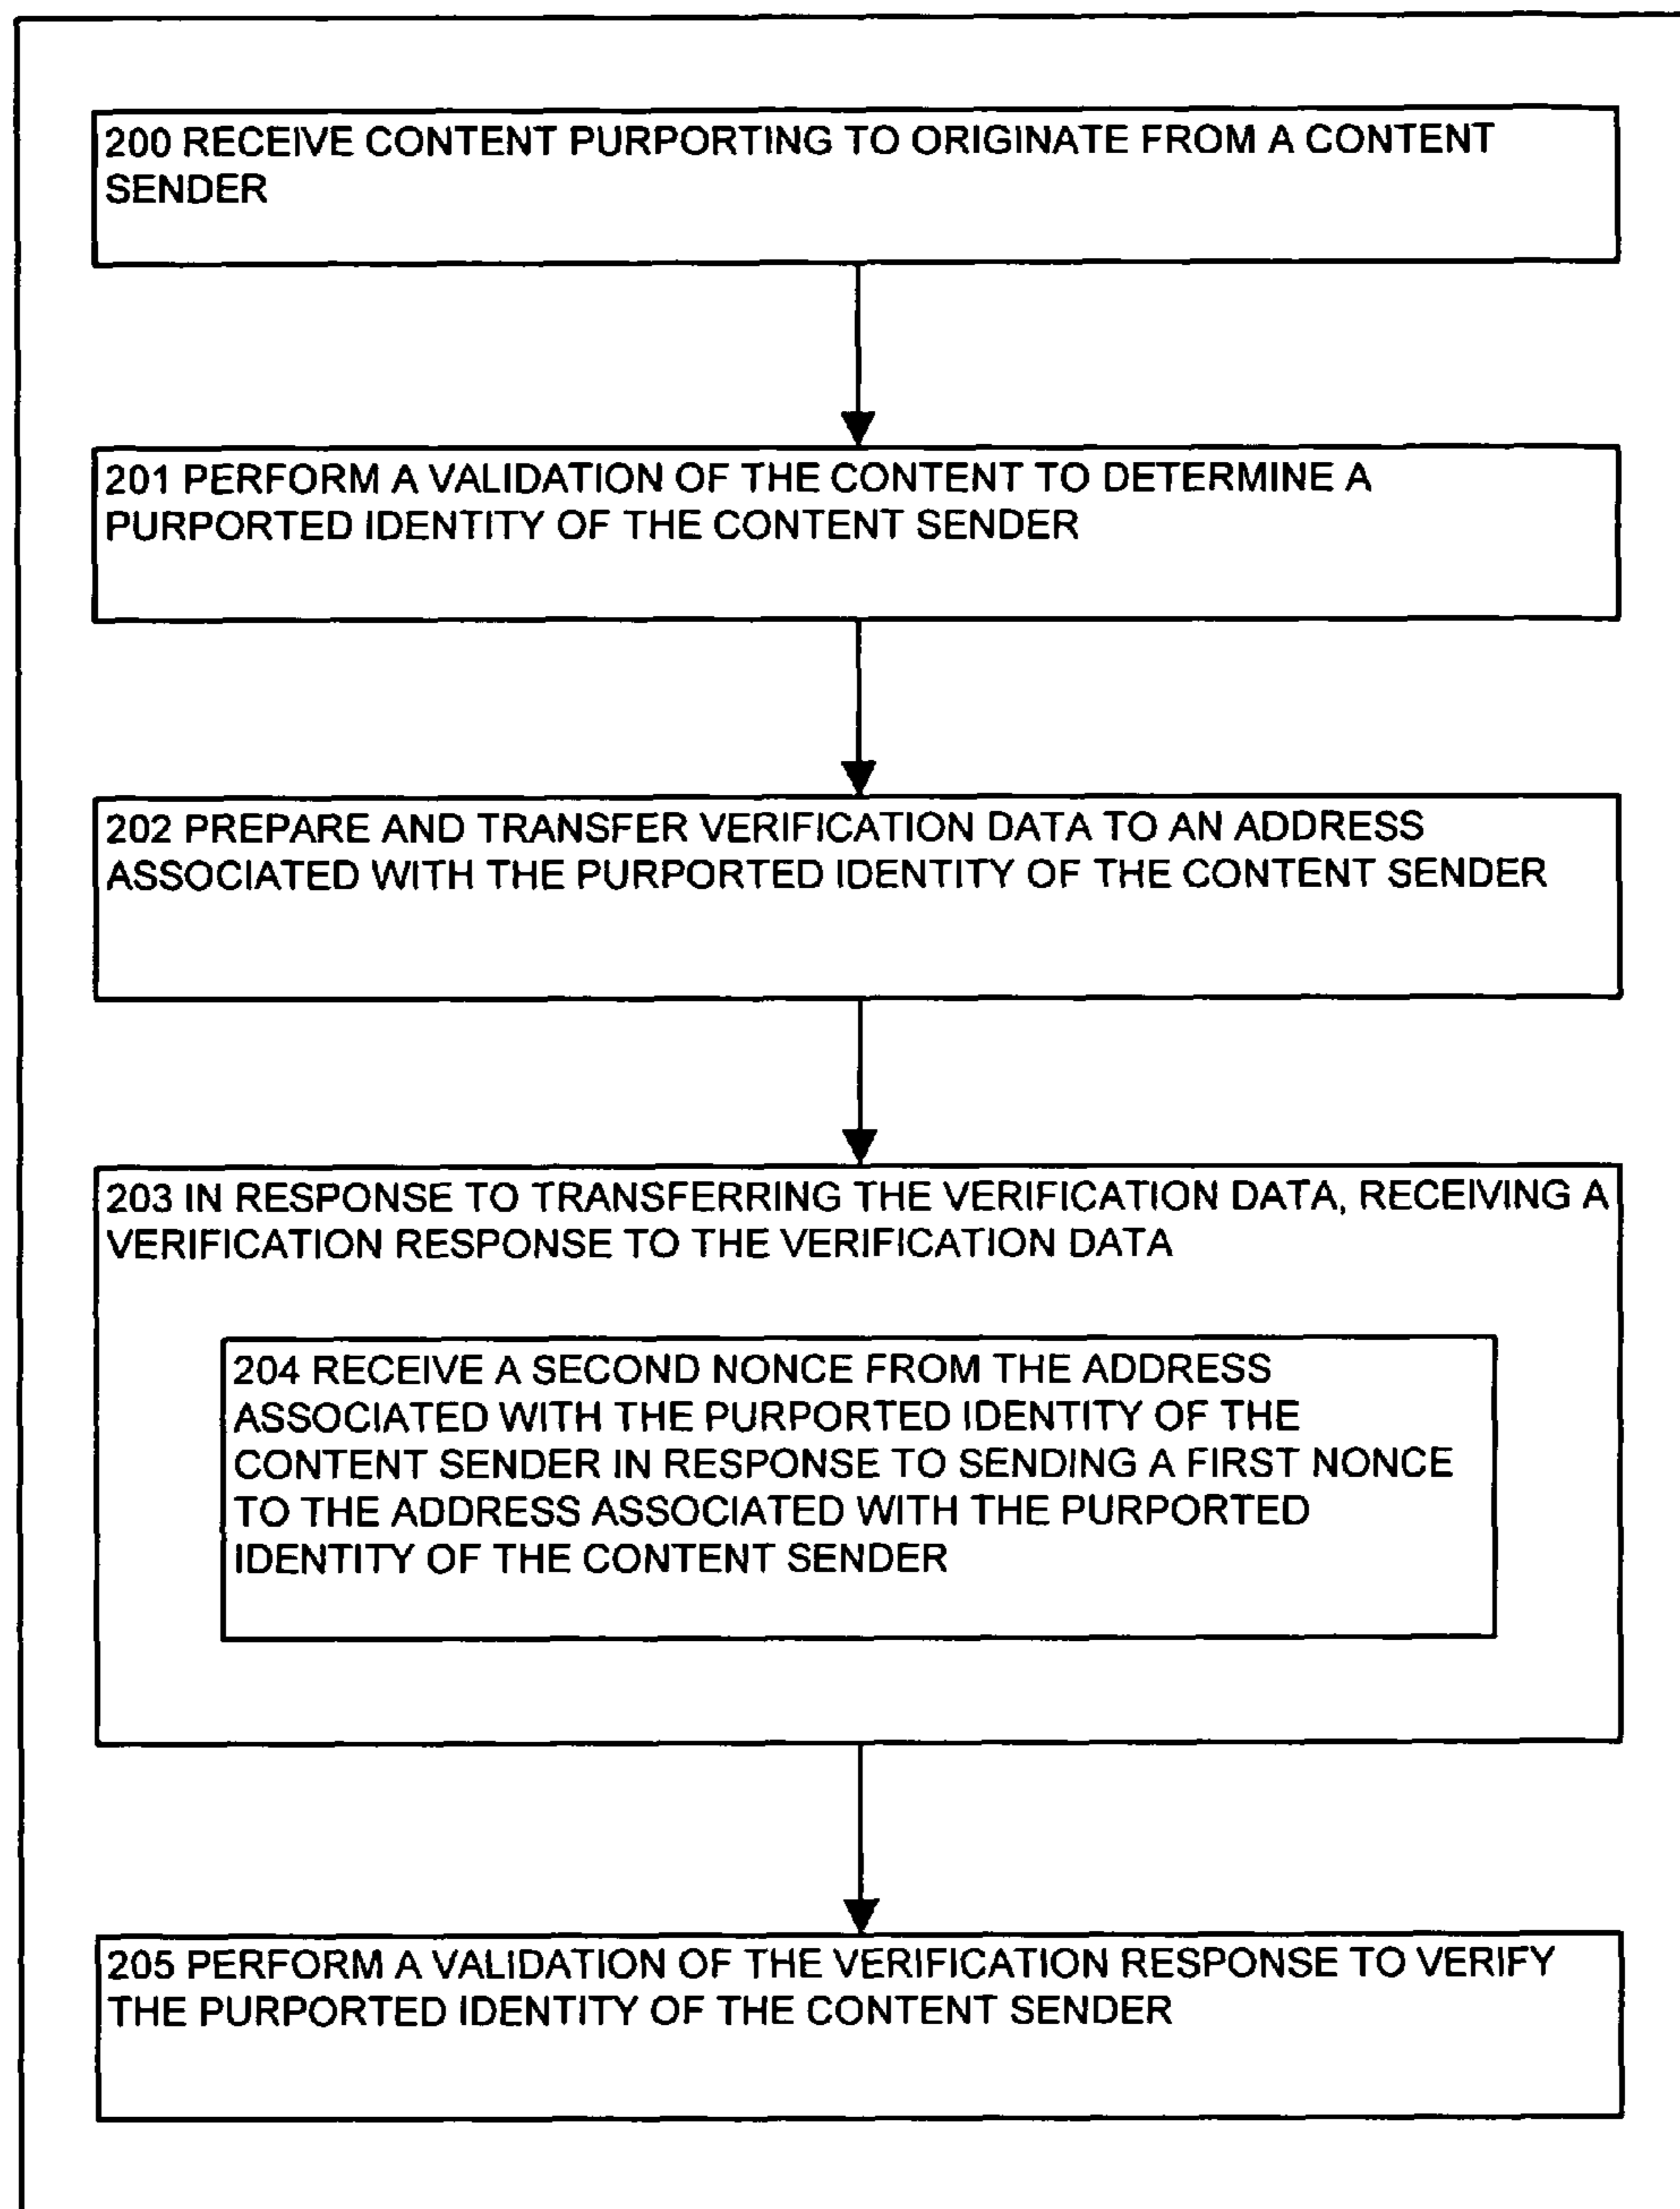 200 RECEIVE CONTENT PURPORTING TO ORIGINATE FROM A CONTENT
SENDER
201 PERFORM A VALIDATION OF THE CONTENT TO DETERMINE A
PURPORTED IDENTITY OF THE CONTENT SENDER
202 PREPARE AND TRANSFER VERIFICATION DATA TO AN ADDRESS
ASSOCIATED WITH THE PURPORTED IDENTITY OF THE CONTENT SENDER
203 IN RESPONSE TO TRANSFERRING THE VERIFICATION DATA, RECEIVING A
VERIFICATION RESPONSE TO THE VERIFICATION DATA
204 RECEIVE A SECOND NONCE FROM THE ADDRESS
ASSOCIATED WITH THE PURPORTED IDENTITY OF THE
CONTENT SENDER IN RESPONSE TO SENDING A FIRST NONCE
TO THE ADDRESS ASSOCIATED WITH THE PURPORTED
IDENTITY OF THE CONTENT SENDER
205 PERFORM A VALIDATION OF THE VERIFICATION RESPONSE TO VERIFY
THE PURPORTED IDENTITY OF THE CONTENT SENDER